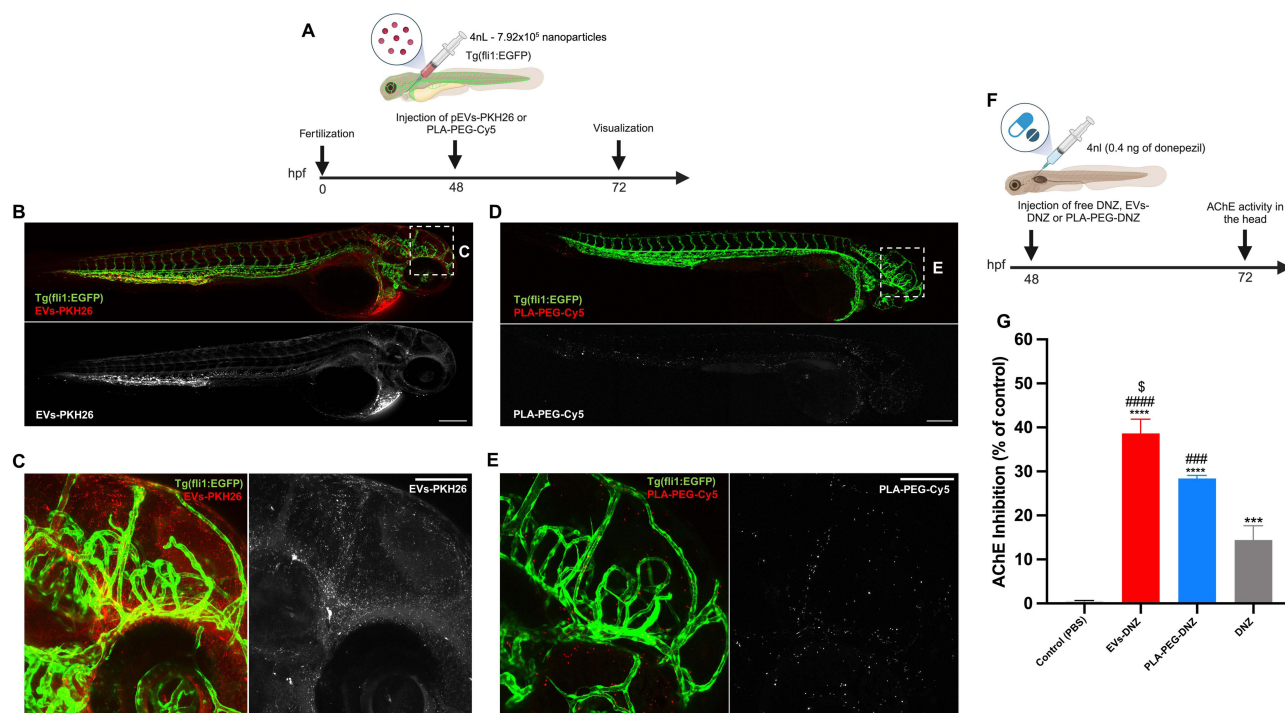 A
4nL - 7.92x10⁵ nanoparticles
Tg(fli1:EGFP)
Injection of pEVs-PKH26 or
PLA-PEG-Cy5
Fertilization
Visualization
hpf
0
48
72
B
C
Tg(fli1:EGFP)
EVs-PKH26
EVs-PKH26
D
E
Tg(fli1:EGFP)
PLA-PEG-Cy5
PLA-PEG-Cy5
C
Tg(fli1:EGFP)
EVs-PKH26
EVs-PKH26
E
Tg(fli1:EGFP)
PLA-PEG-Cy5
PLA-PEG-Cy5
F
4nl (0.4 ng of donepezil)
Injection of free DNZ, EVs-
DNZ or PLA-PEG-DNZ
AChE activity in
the head
hpf
48
72
G
AChE Inhibition (% of control)
60
50
40
30
20
10
0
$
####
****
###
****
***
Control (PBS)
EVs-DNZ
PLA-PEG-DNZ
DNZ